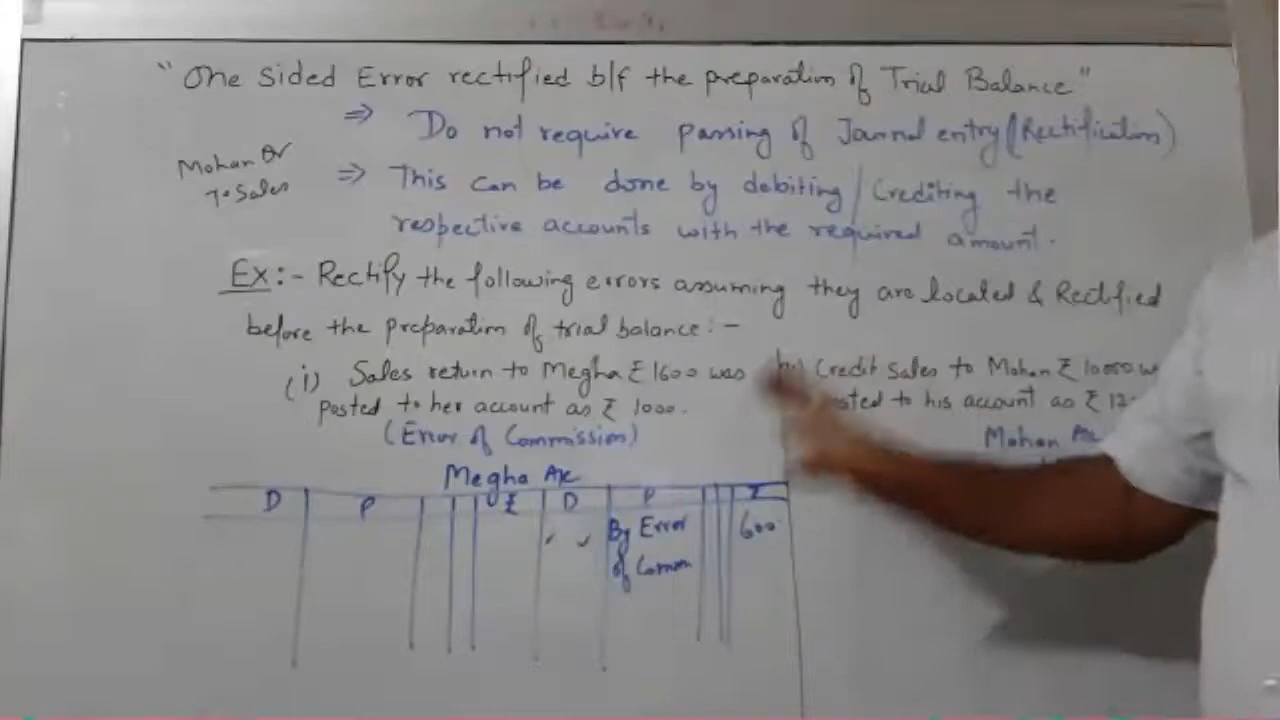 "One Sided Error rectified b/f the preparation of Trial Balance"
⇒ Do not require passing of Journal entry (Rectification)
Mohan Dr
To Sales
⇒ This can be done by debiting / Crediting the
respective accounts with the required amount.
Ex:- Rectify the following errors assuming they are located & Rectified
before the preparation of trial balance:-
(i) Sales return to Megha ₹ 1600 was
posted to her account as ₹ 1000.
(Error of Commission)
Credit Sales to Mohan ₹ 10000
to his account as ₹
Mohan A/c
Megha A/c
D P ₹ D P ₹
By Error 600
of Comm